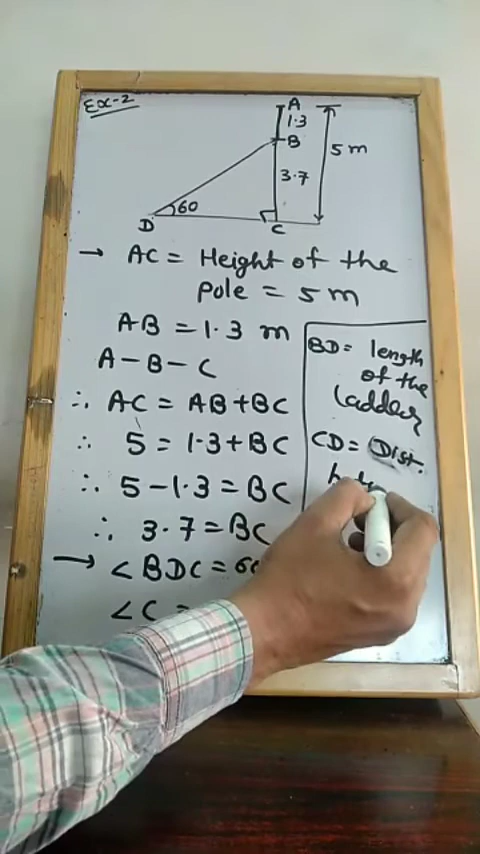 Ex-2
A
1.3
B
5 m
3.7
60
D
C
→ AC = Height of the
Pole = 5 m
AB = 1.3 m
A - B - C
∴ AC = AB + BC
∴ 5 = 1.3 + BC
∴ 5 - 1.3 = BC
∴ 3.7 = BC
→ ∠BDC = 60
∠C =
BD = length
of the
Ladder
CD = Dist.